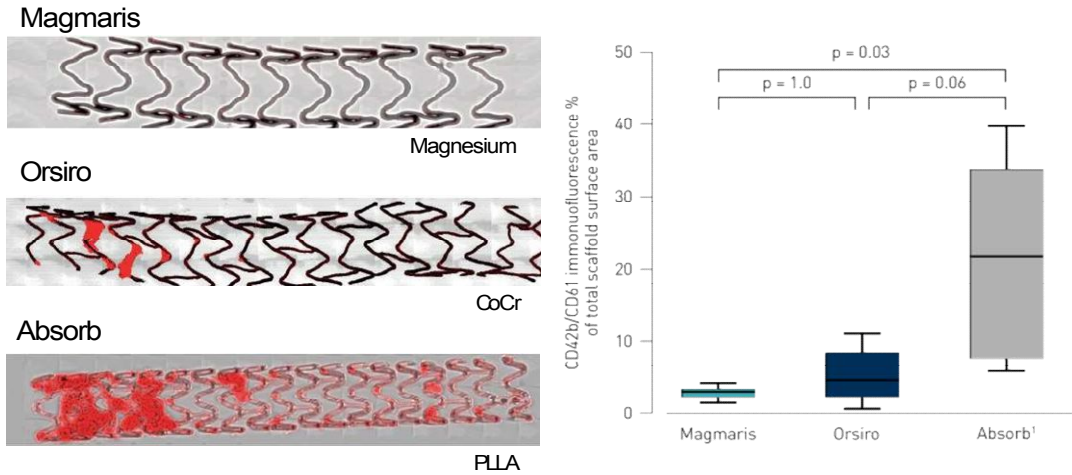 Magmaris
Magnesium
Orsiro
CoCr
Absorb
PLLA
CD42b/CD61 immonuofluorescence %
of total scaffold surface area
50
40
30
20
10
0
p = 0.03
p = 1.0
p = 0.06
Magmaris
Orsiro
Absorb¹